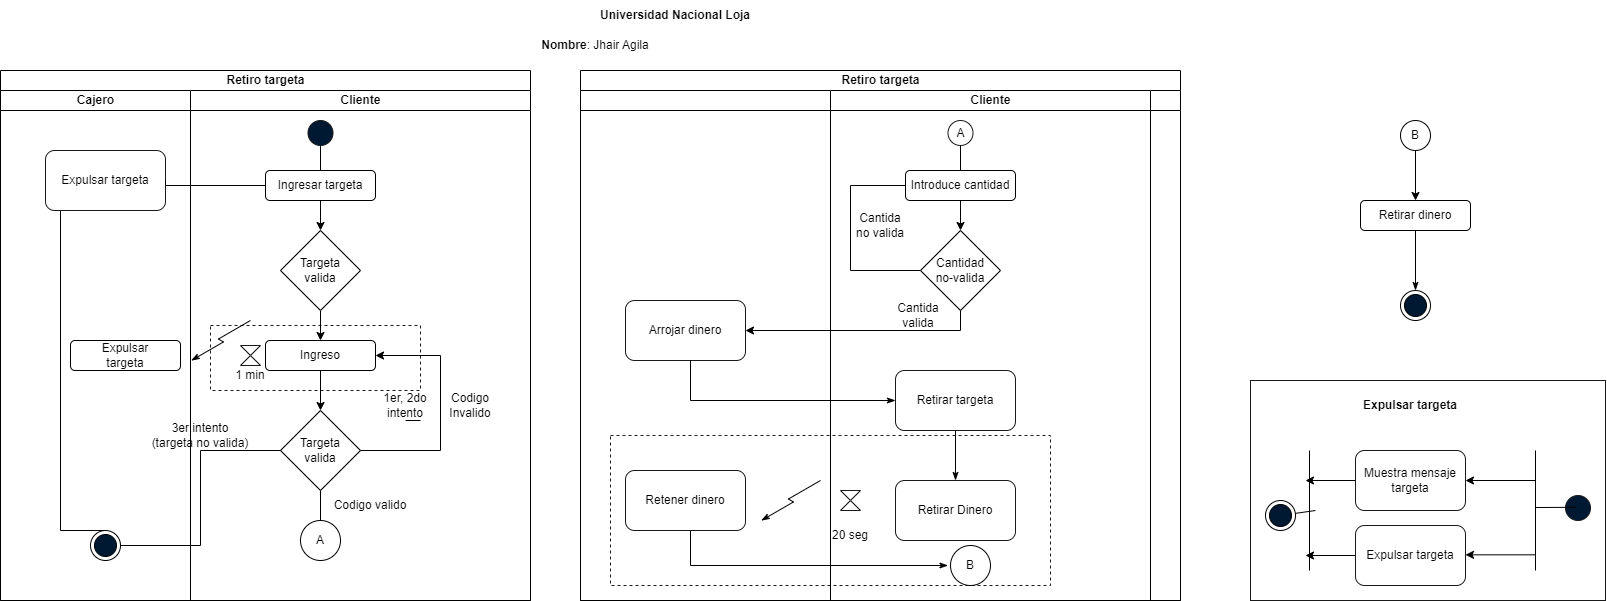 Universidad Nacional Loja
Nombre: Jhair Agila
Retiro targeta
Cajero
Cliente
Expulsar targeta
Ingresar targeta
Targeta
valida
Expulsar
targeta
Ingreso
1 min
1er, 2do
intento
Codigo
Invalido
3er intento
(targeta no valida)
Targeta
valida
Codigo valido
A
Retiro targeta
Cliente
A
Introduce cantidad
Cantida
no valida
Cantidad
no-valida
Cantida
valida
Arrojar dinero
Retirar targeta
Retener dinero
Retirar Dinero
20 seg
B
B
Retirar dinero
Expulsar targeta
Muestra mensaje
targeta
Expulsar targeta